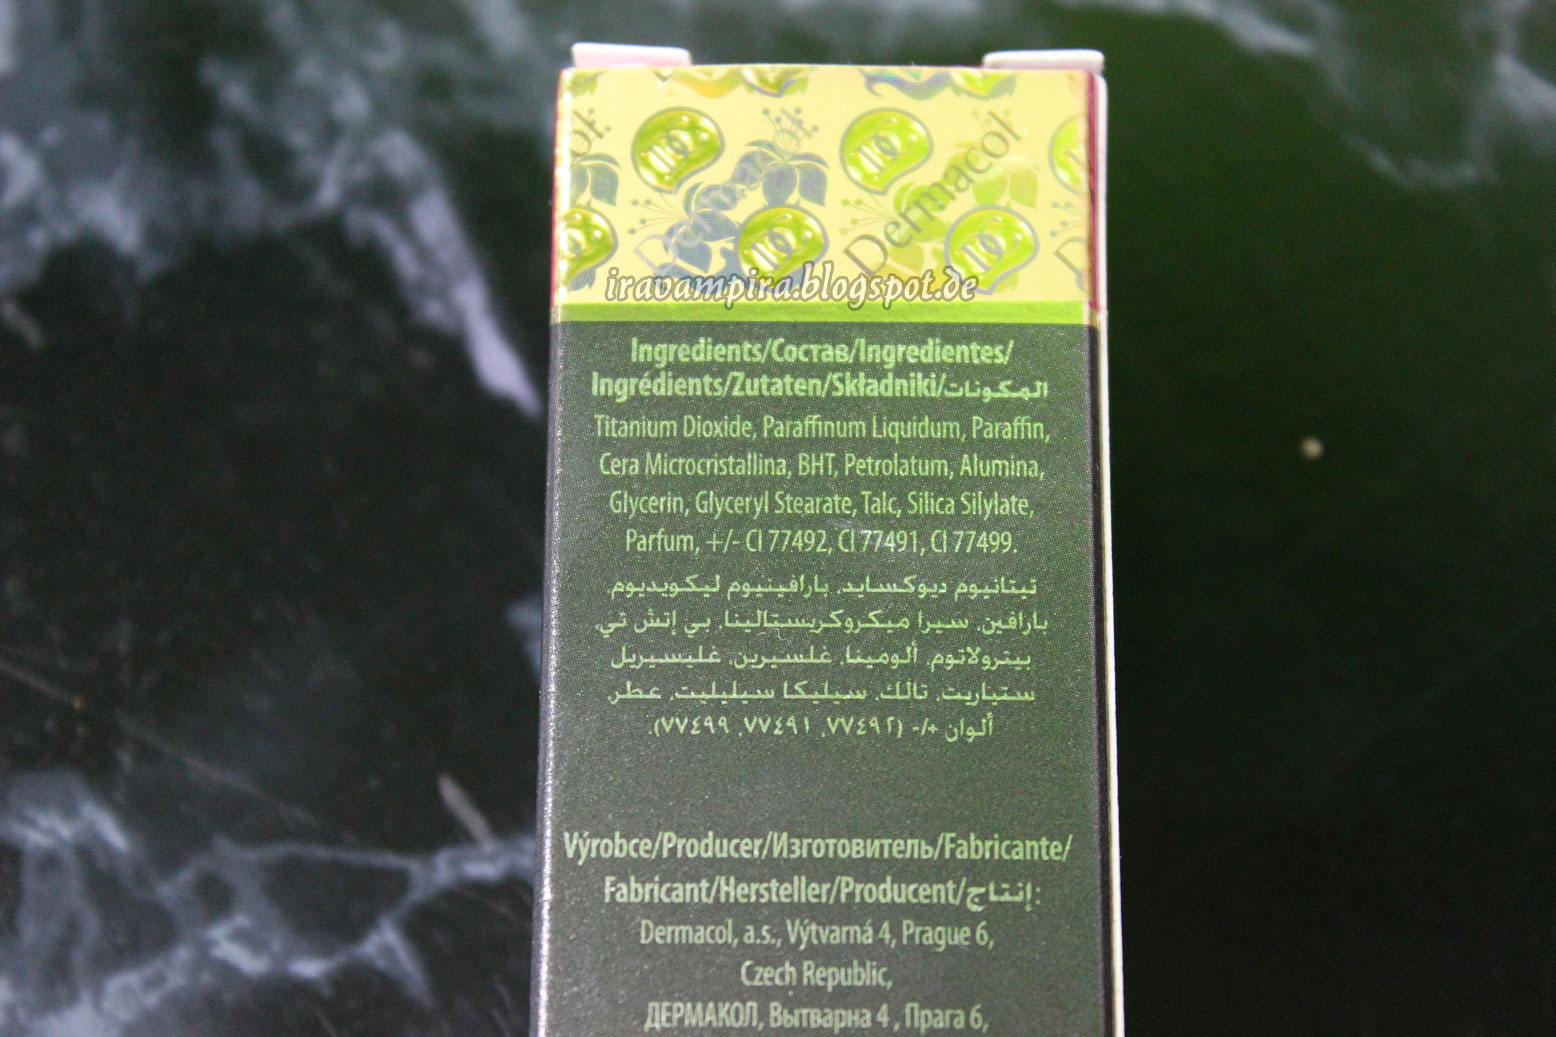 Dermacol
Dermacol
iravampira.blogspot.de
Ingredients/Состав/Ingredientes/
Ingrédients/Zutaten/Składniki/المكونات
Titanium Dioxide, Paraffinum Liquidum, Paraffin,
Cera Microcristallina, BHT, Petrolatum, Alumina,
Glycerin, Glyceryl Stearate, Talc, Silica Silylate,
Parfum, +/- CI 77492, CI 77491, CI 77499.
تيتانيوم ديوكسايد, بارافينيوم ليكويديوم,
بارافين, سيرا ميكروكريستالينا, بي إتش تي,
بيترولاتوم, ألومينا, غلسيرين, غليسيريل
ستياريت, تالك, سيليكا سيليليت, عطر,
ألوان +/- (٧٧٤٩٢, ٧٧٤٩١, ٧٧٤٩٩).
Výrobce/Producer/Изготовитель/Fabricante/
Fabricant/Hersteller/Producent/إنتاج:
Dermacol, a.s., Výtvarná 4, Prague 6,
Czech Republic,
ДЕРМАКОЛ, Вытварна 4 , Прага 6,